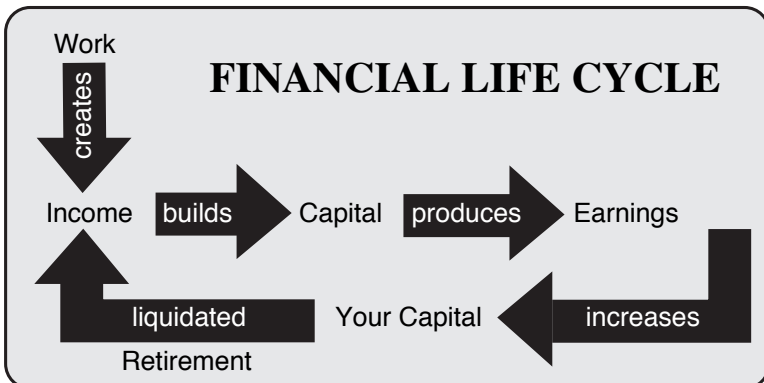 Work
FINANCIAL LIFE CYCLE
creates
Income builds Capital produces Earnings
liquidated Your Capital increases
Retirement